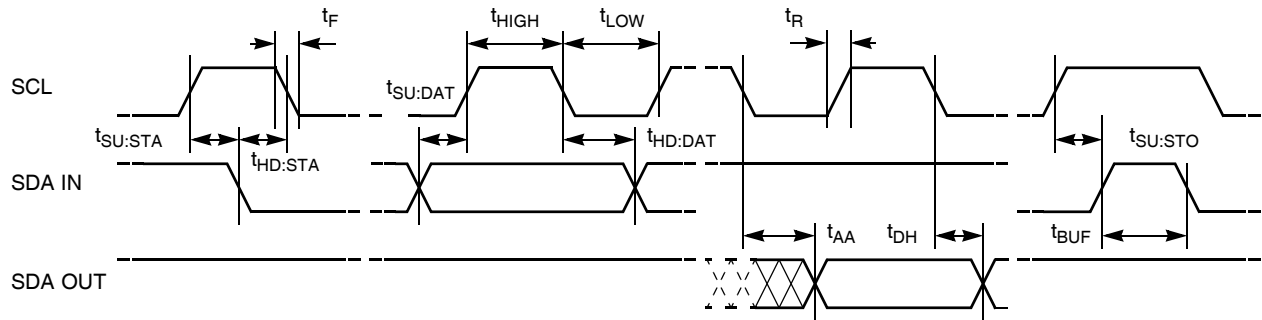 tF tHIGH tLOW tR
SCL
tSU:DAT
tSU:STA tHD:STA tHD:DAT tSU:STO
SDA IN
tAA tDH tBUF
SDA OUT